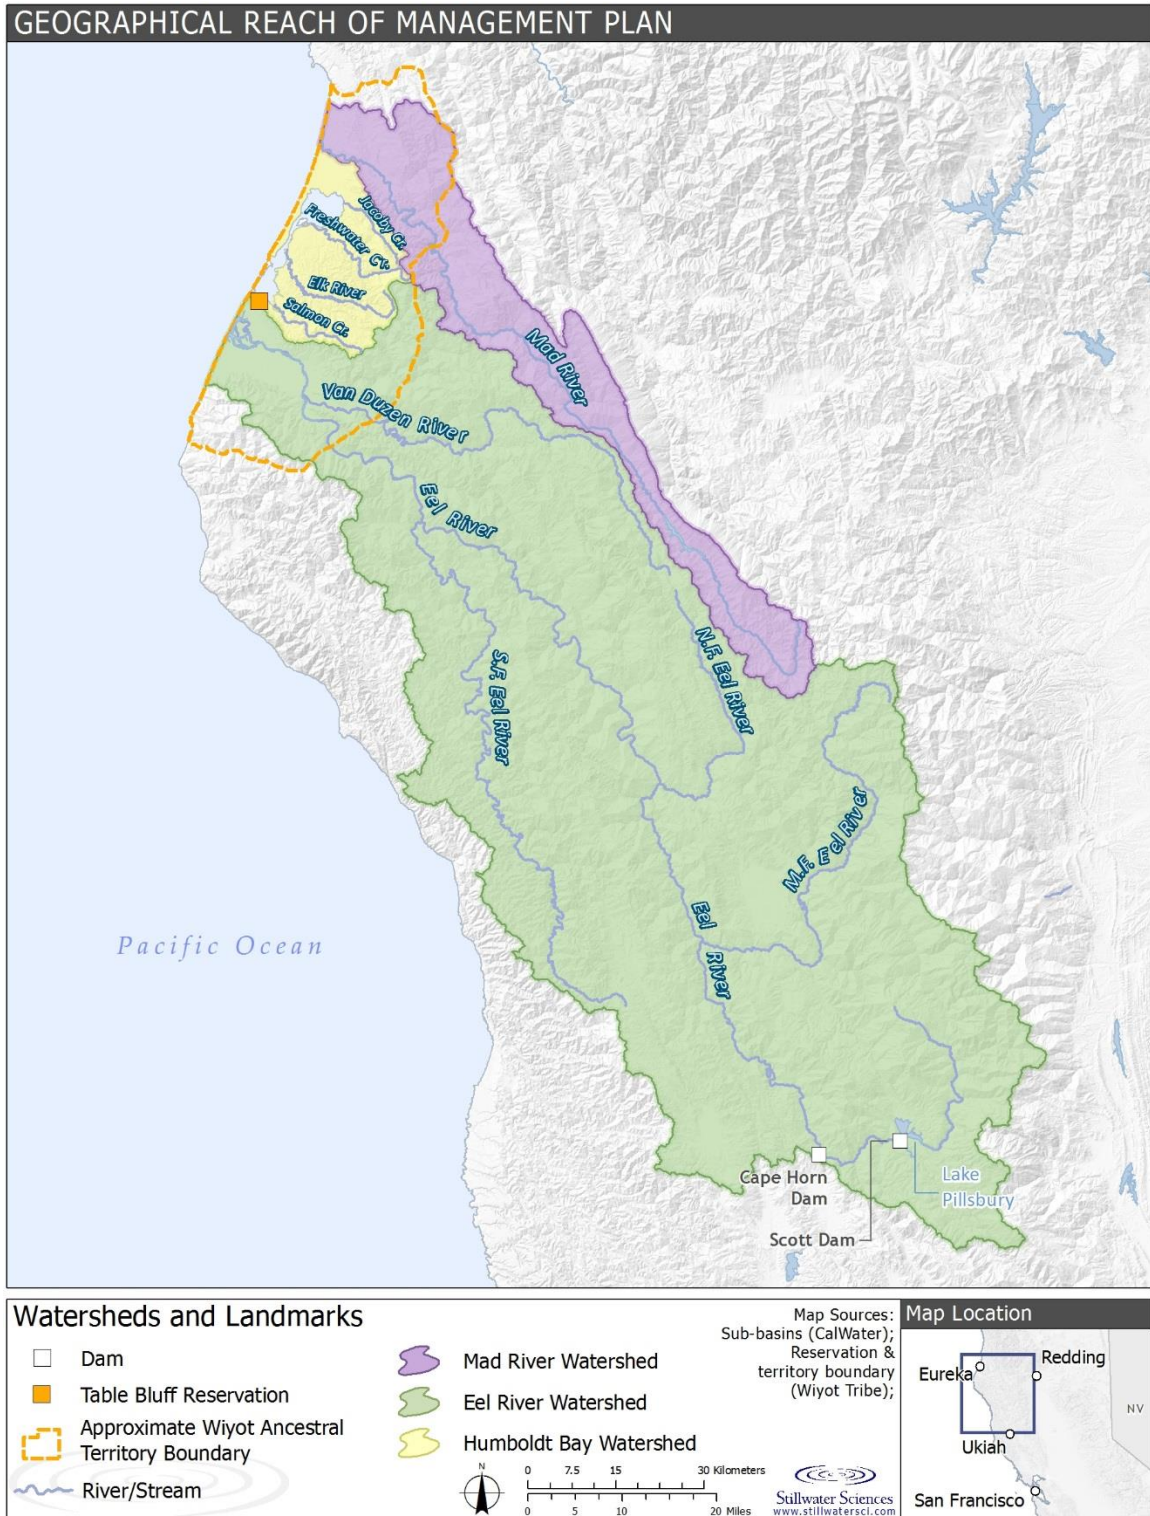 GEOGRAPHICAL REACH OF MANAGEMENT PLAN
Jacoby Cr.
Freshwater Cr.
Elk River
Salmon Cr.
Mad River
Van Duzen River
Eel River
N.F. Eel River
S.F. Eel River
M.F. Eel River
Eel
River
Pacific Ocean
Cape Horn
Dam
Lake
Pillsbury
Scott Dam
Watersheds and Landmarks
Dam
Table Bluff Reservation
Approximate Wiyot Ancestral
Territory Boundary
River/Stream
Mad River Watershed
Eel River Watershed
Humboldt Bay Watershed
N
0 7.5 15 30 Kilometers
0 5 10 20 Miles
Map Sources:
Sub-basins (CalWater);
Reservation &
territory boundary
(Wiyot Tribe);
Stillwater Sciences
www.stillwatersci.com
Map Location
Redding
Eureka
NV
Ukiah
San Francisco